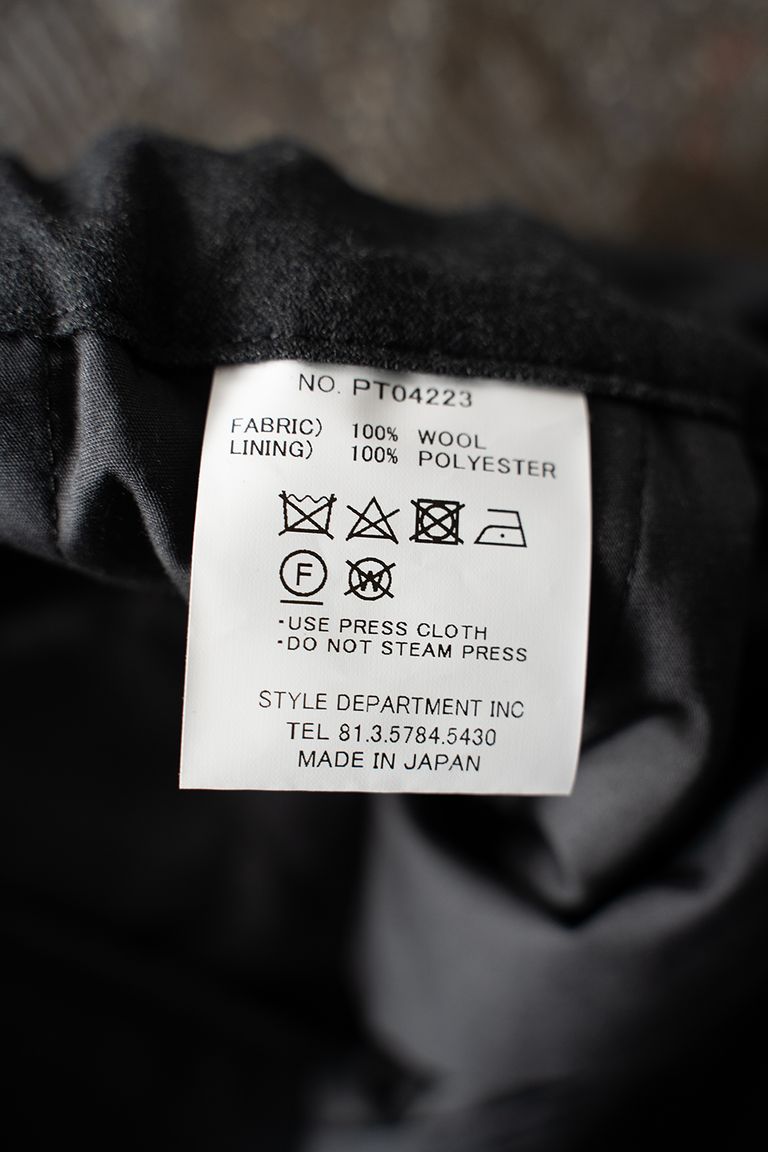 NO. PT04223
FABRIC) 100% WOOL
LINING) 100% POLYESTER
F W
-USE PRESS CLOTH
-DO NOT STEAM PRESS
STYLE DEPARTMENT INC
TEL 81.3.5784.5430
MADE IN JAPAN